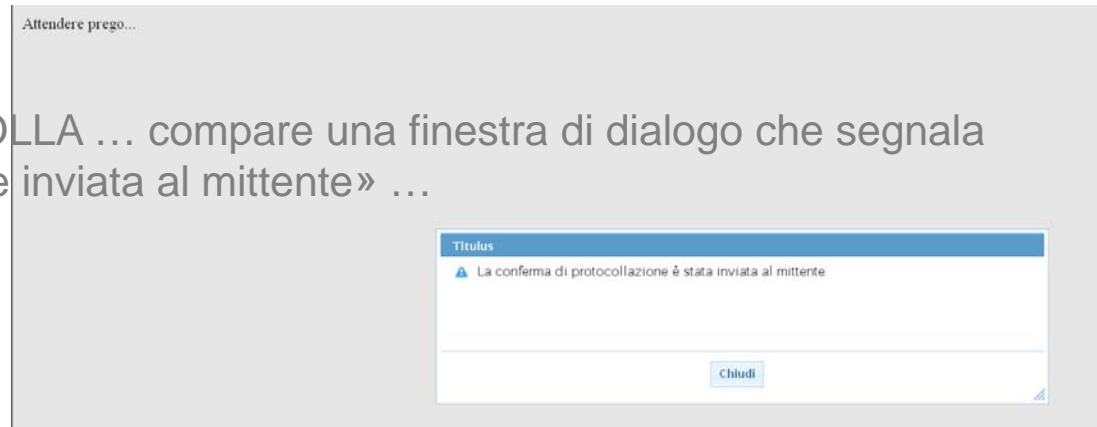 Attendere prego...
OLLA … compare una finestra di dialogo che segnala
e inviata al mittente» …
Titulus
La conferma di protocollazione è stata inviata al mittente
Chiudi